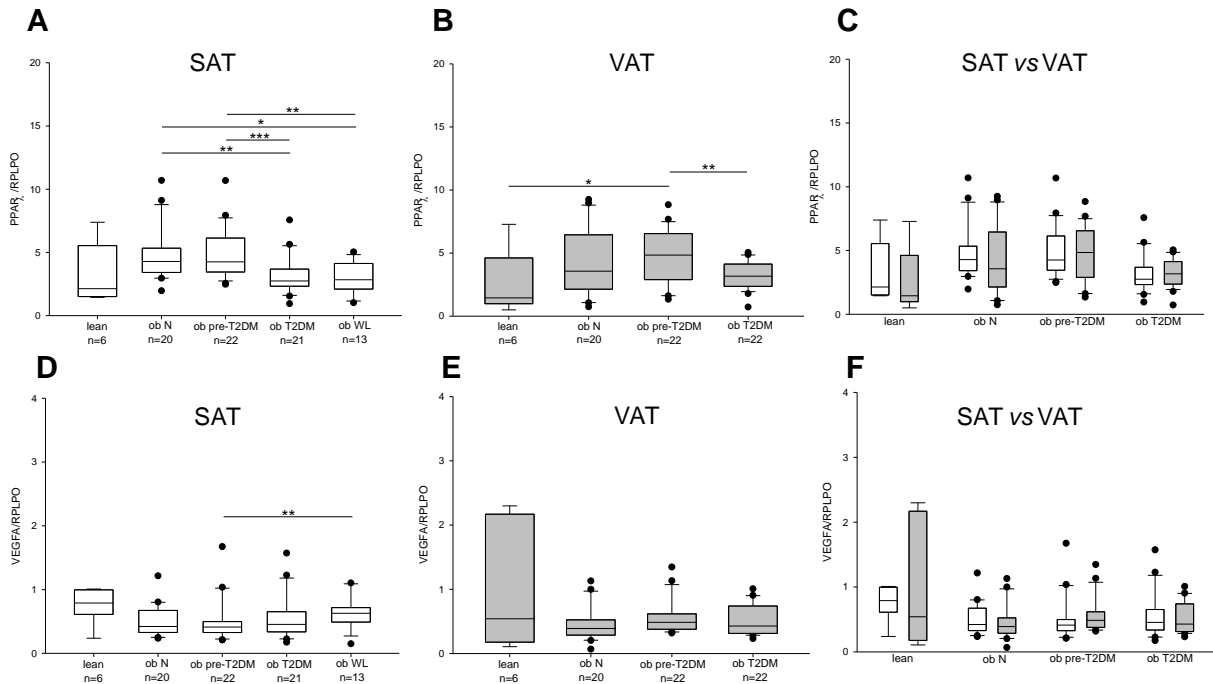 A
SAT
20
15
10
5
0
PPARλ/RPLPO
**
*
***
**
lean ob N ob pre-T2DM ob T2DM ob WL
n=6 n=20 n=22 n=21 n=13
B
VAT
20
15
10
5
0
PPARλ/RPLPO
*
**
lean ob N ob pre-T2DM ob T2DM
n=6 n=20 n=22 n=22
C
SAT vs VAT
20
15
10
5
0
PPARλ/RPLPO
lean ob N ob pre-T2DM ob T2DM
D
SAT
4
3
2
1
0
VEGFA/RPLPO
**
lean ob N ob pre-T2DM ob T2DM ob WL
n=6 n=20 n=22 n=21 n=13
E
VAT
4
3
2
1
0
VEGFA/RPLPO
lean ob N ob pre-T2DM ob T2DM
n=6 n=20 n=22 n=22
F
SAT vs VAT
4
3
2
1
0
VEGFA/RPLPO
lean ob N ob pre-T2DM ob T2DM